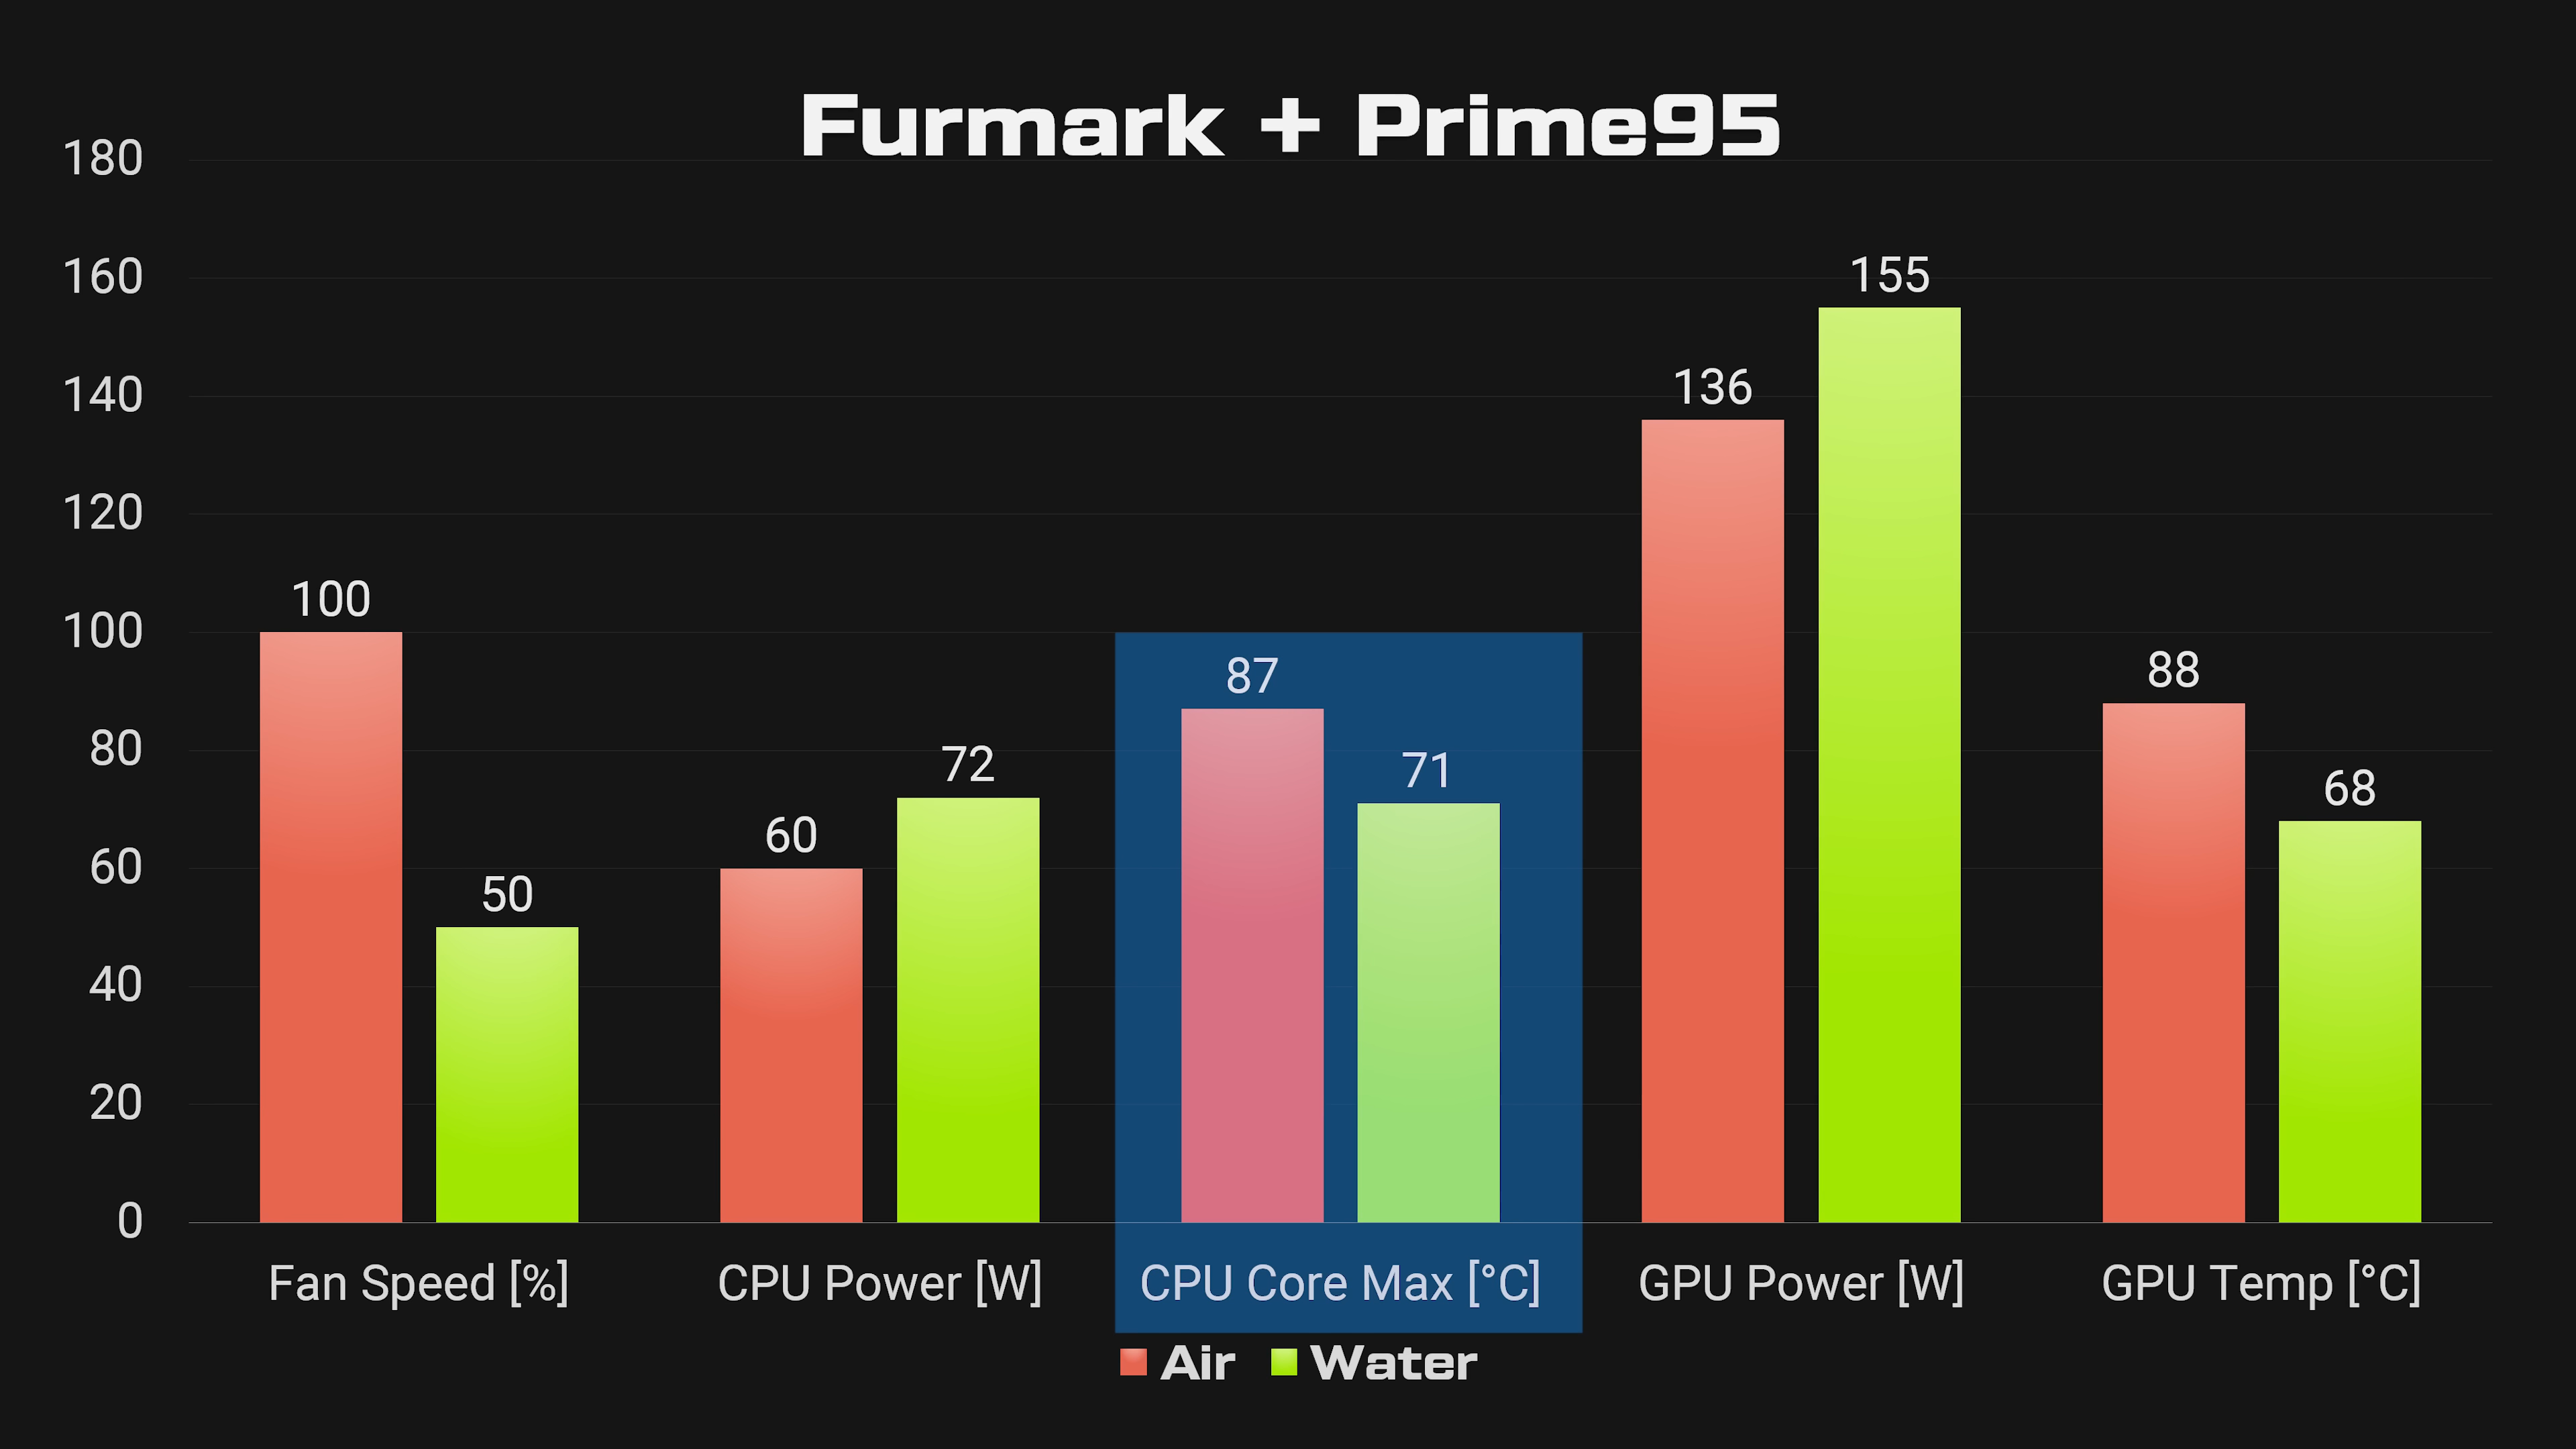 Furmark + Prime95
180
160
140
120
100
80
60
40
20
0
100
50
60
72
87
71
136
155
88
68
Fan Speed [%]
CPU Power [W]
CPU Core Max [°C]
GPU Power [W]
GPU Temp [°C]
Air
Water